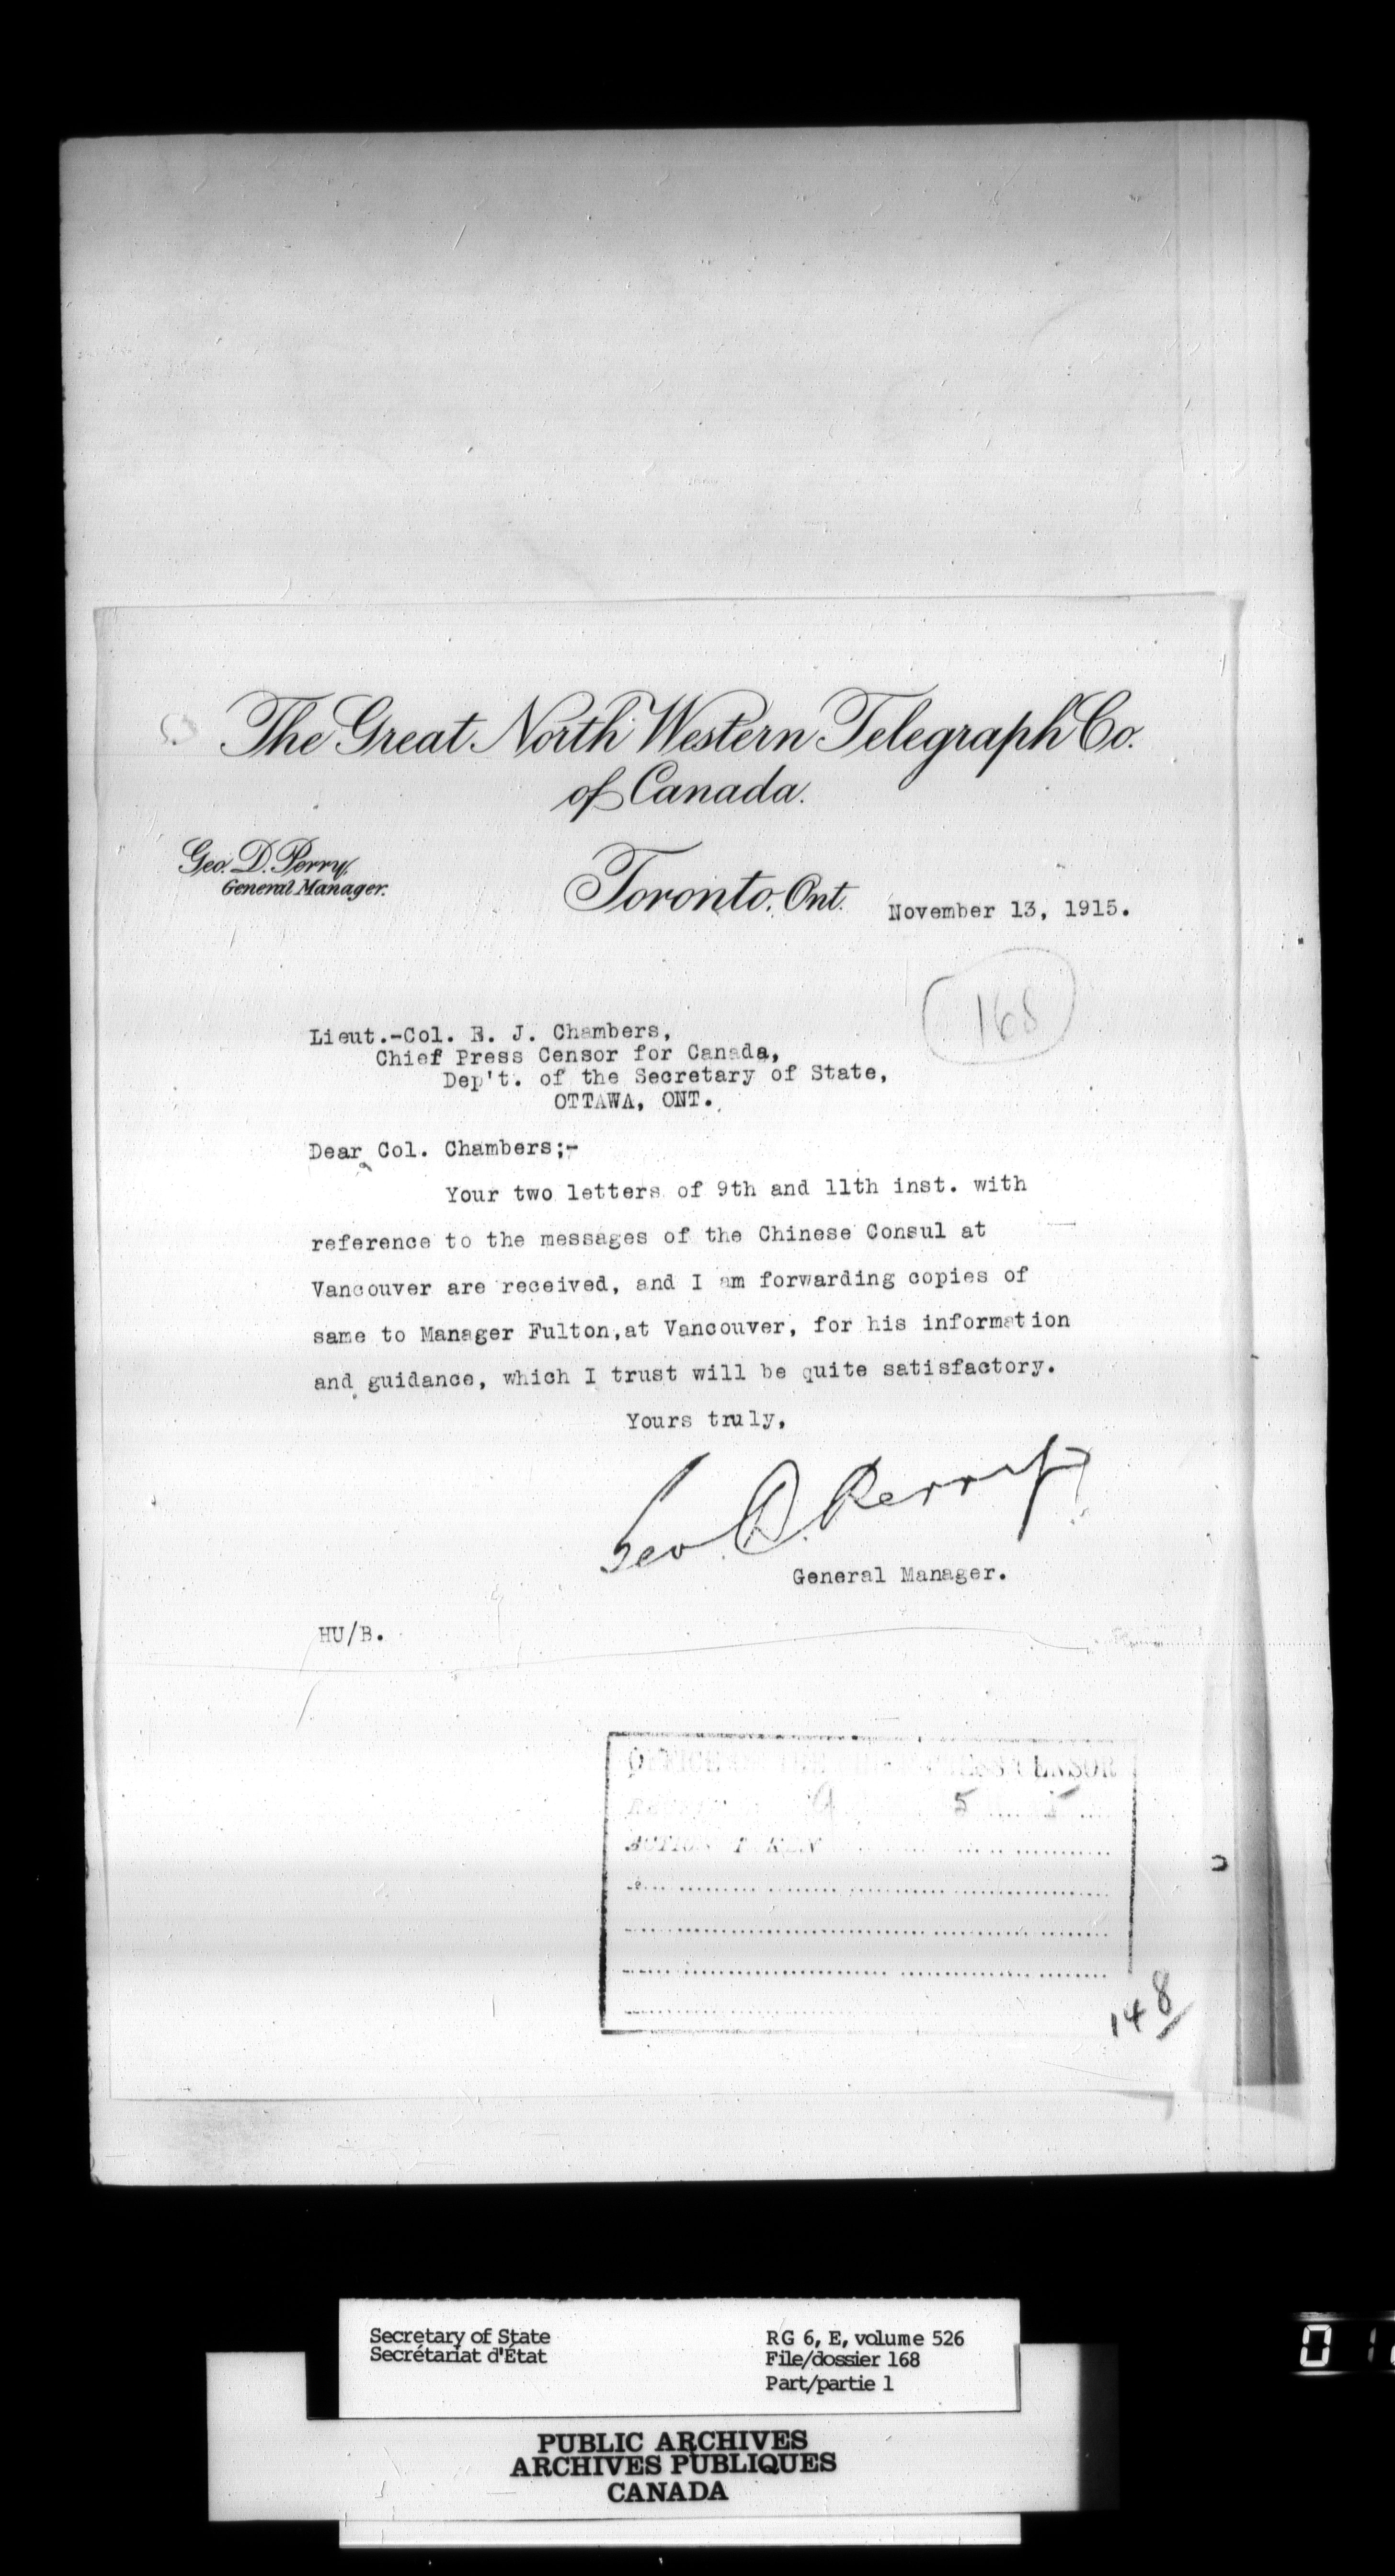 The Great North Western Telegraph Co.
of Canada.
Geo. D. Perry,
General Manager.
Toronto, Ont. November 13, 1915.
168
Lieut.-Col. E. J. Chambers,
Chief Press Censor for Canada,
Dep't. of the Secretary of State,
OTTAWA, ONT.
Dear Col. Chambers;-
Your two letters of 9th and 11th inst. with
reference to the messages of the Chinese Consul at
Vancouver are received, and I am forwarding copies of
same to Manager Fulton, at Vancouver, for his information
and guidance, which I trust will be quite satisfactory.
Yours truly,
Geo. D. Perry
General Manager.
HU/B.
OFFICE PRESS CENSOR
ACTION TAKEN
148
Secretary of State
Secrétariat d'État
RG 6, E, volume 526
File/dossier 168
Part/partie 1
PUBLIC ARCHIVES
ARCHIVES PUBLIQUES
CANADA